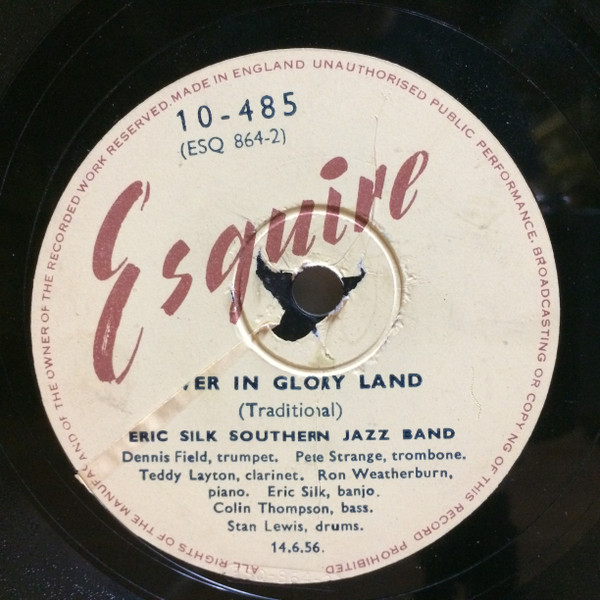 10-485
(ESQ 864-2)
Esquire
VER IN GLORY LAND
(Traditional)
ERIC SILK SOUTHERN JAZZ BAND
Dennis Field, trumpet. Pete Strange, trombone.
Teddy Layton, clarinet. Ron Weatherburn,
piano. Eric Silk, banjo.
Colin Thompson, bass.
Stan Lewis, drums.
14.6.56.
ALL RIGHTS OF THE MANUFAC AND OF THE OWNER OF THE RECORDED WORK RESERVED. MADE IN ENGLAND UNAUTHORISED PUBLIC PERFORMANCE, BROADCASTING OR COPY NG OF THIS RECORD PROHIBITED